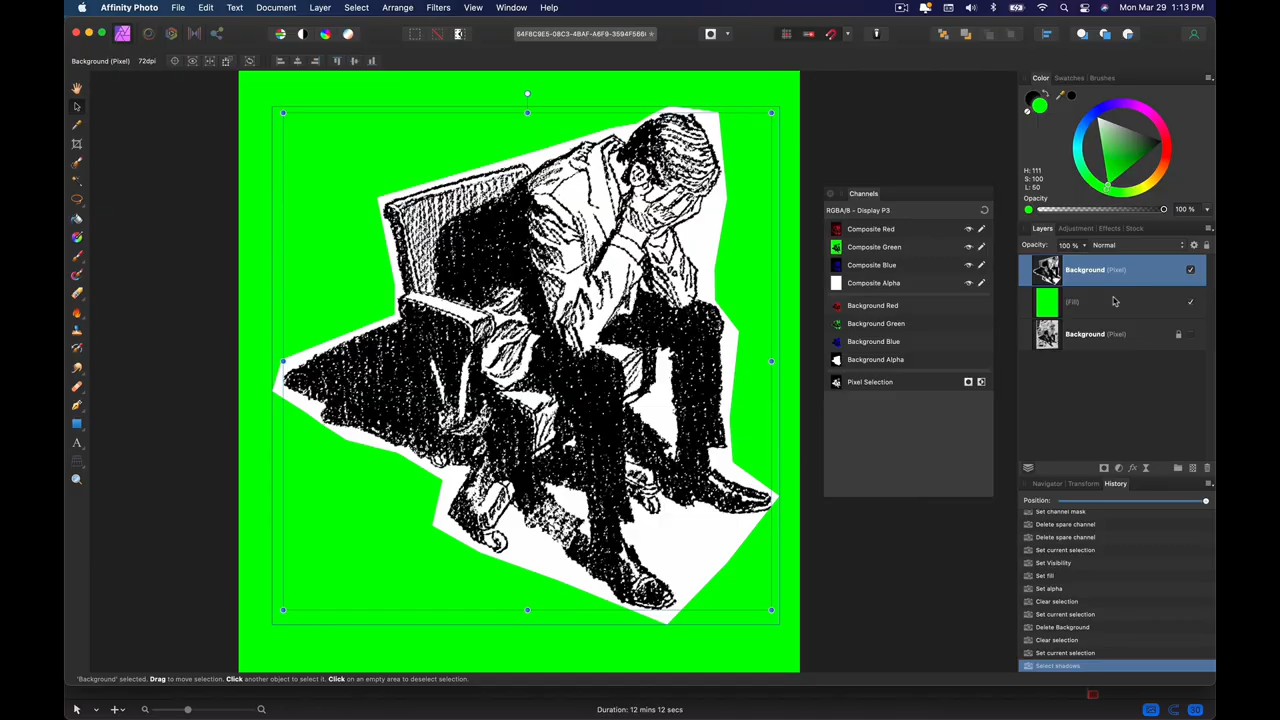 Affinity Photo File Edit Text Document Layer Select Arrange Filters View Window Help Mon Mar 29 1:13 PM
Background (Pixel) 72dpi
Color Swatches Brushes
H: 111
S: 100
L: 50
Opacity
100 %
Channels
RGBA/8 - Display P3
Composite Red
Composite Green
Composite Blue
Composite Alpha
Background Red
Background Green
Background Blue
Background Alpha
Pixel Selection
Layers Adjustment Effects Stock
Opacity: 100 % Normal
Background (Pixel)
(Fill)
Background (Pixel)
Navigator Transform History
Position:
Set channel mask
Delete spare channel
Delete spare channel
Set current selection
Set Visibility
Set fill
Set alpha
Clear selection
Set current selection
Delete Background
Clear selection
Set current selection
Select shadows
'Background' selected. Drag to move selection. Click another object to select it. Click on an empty area to deselect selection.
Duration: 12 mins 12 secs